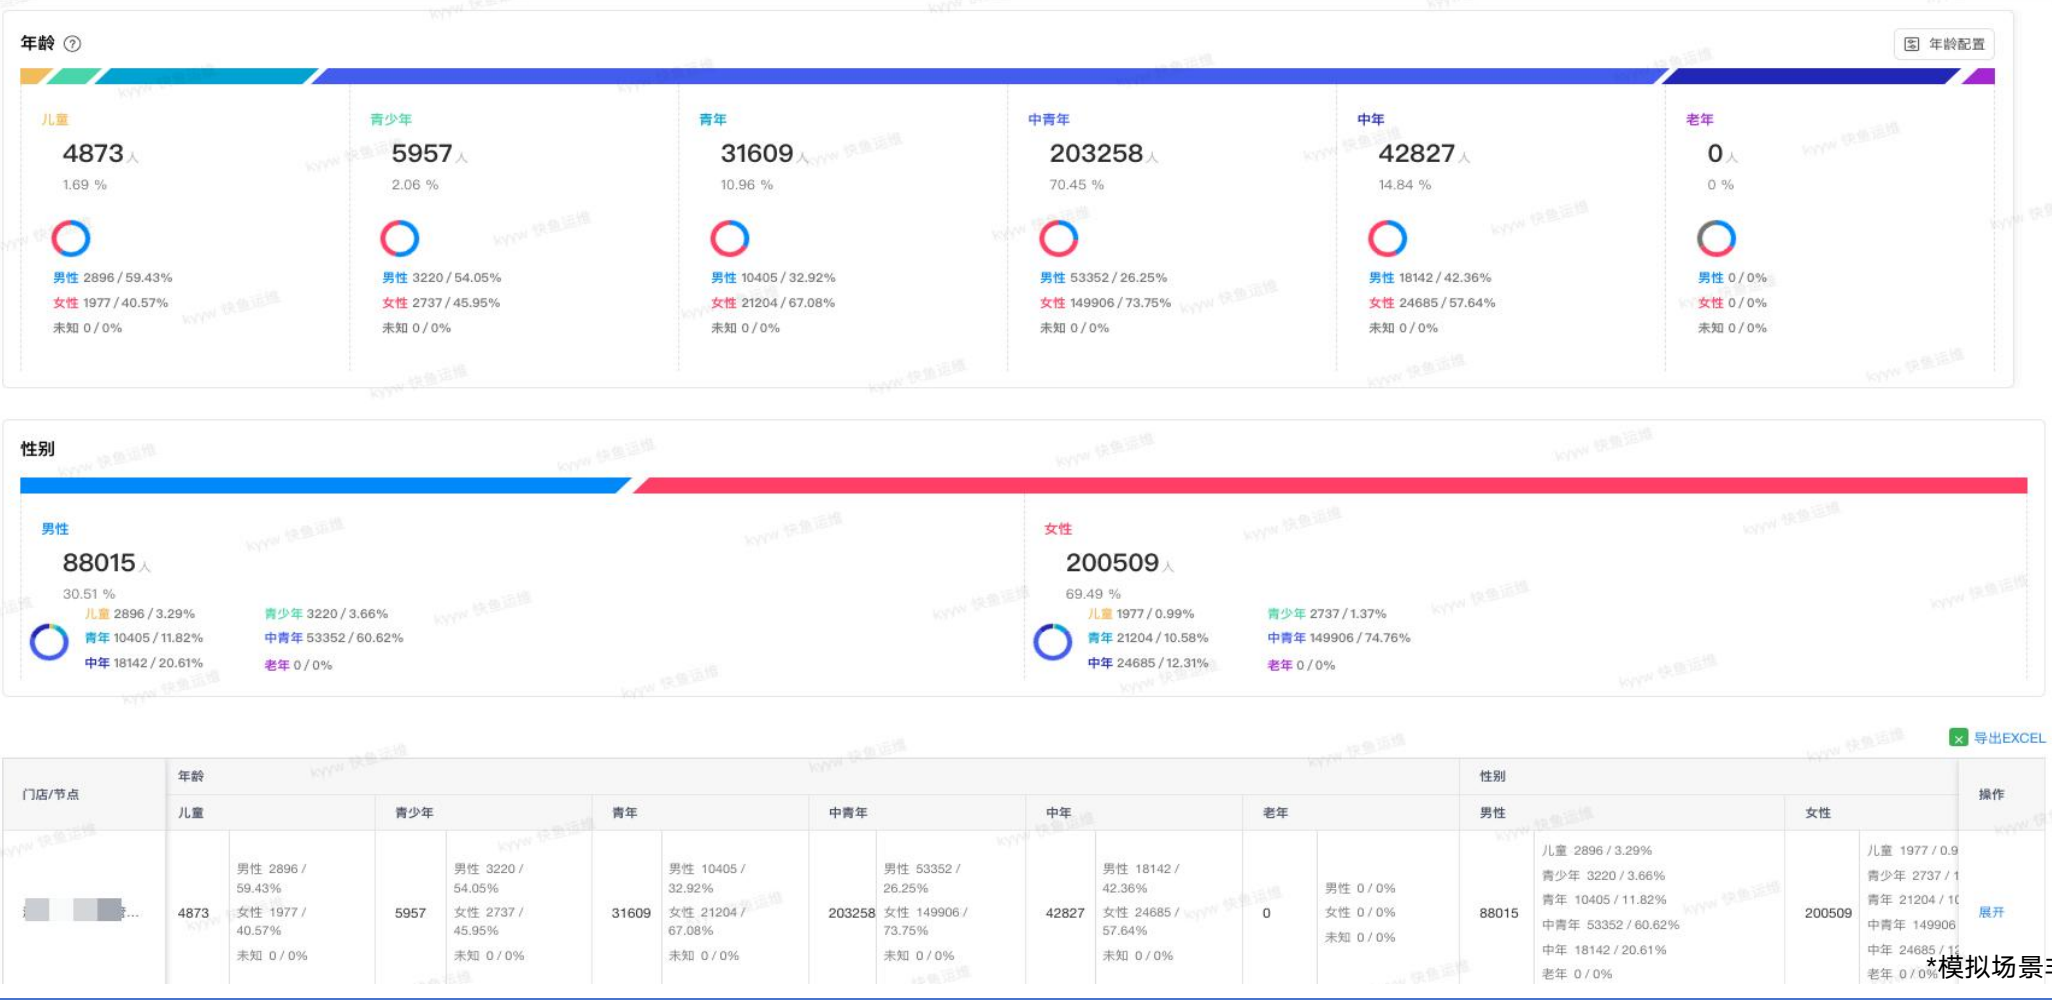 年龄 ?
年龄配置
儿童
4873人
1.69 %
男性 2896 / 59.43%
女性 1977 / 40.57%
未知 0 / 0%
青少年
5957人
2.06 %
男性 3220 / 54.05%
女性 2737 / 45.95%
未知 0 / 0%
青年
31609人
10.96 %
男性 10405 / 32.92%
女性 21204 / 67.08%
未知 0 / 0%
中青年
203258人
70.45 %
男性 53352 / 26.25%
女性 149906 / 73.75%
未知 0 / 0%
中年
42827人
14.84 %
男性 18142 / 42.36%
女性 24685 / 57.64%
未知 0 / 0%
老年
0人
0 %
男性 0 / 0%
女性 0 / 0%
未知 0 / 0%
性别
男性
88015人
30.51 %
儿童 2896 / 3.29%
青少年 3220 / 3.66%
青年 10405 / 11.82%
中青年 53352 / 60.62%
中年 18142 / 20.61%
老年 0 / 0%
女性
200509人
69.49 %
儿童 1977 / 0.99%
青少年 2737 / 1.37%
青年 21204 / 10.58%
中青年 149906 / 74.76%
中年 24685 / 12.31%
老年 0 / 0%
导出EXCEL
门店/节点
年龄
性别
操作
儿童
青少年
青年
中青年
中年
老年
男性
女性
4873
男性 2896 /
59.43%
女性 1977 /
40.57%
未知 0 / 0%
5957
男性 3220 /
54.05%
女性 2737 /
45.95%
未知 0 / 0%
31609
男性 10405 /
32.92%
女性 21204 /
67.08%
未知 0 / 0%
203258
男性 53352 /
26.25%
女性 149906 /
73.75%
未知 0 / 0%
42827
男性 18142 /
42.36%
女性 24685 /
57.64%
未知 0 / 0%
0
男性 0 / 0%
女性 0 / 0%
未知 0 / 0%
88015
儿童 2896 / 3.29%
青少年 3220 / 3.66%
青年 10405 / 11.82%
中青年 53352 / 60.62%
中年 18142 / 20.61%
老年 0 / 0%
200509
儿童 1977 / 0.9
青少年 2737 / 1
青年 21204 / 10
中青年 149906
中年 24685 / 12
老年 0 / 0%
展开
*模拟场景
kyyw 快鱼运维